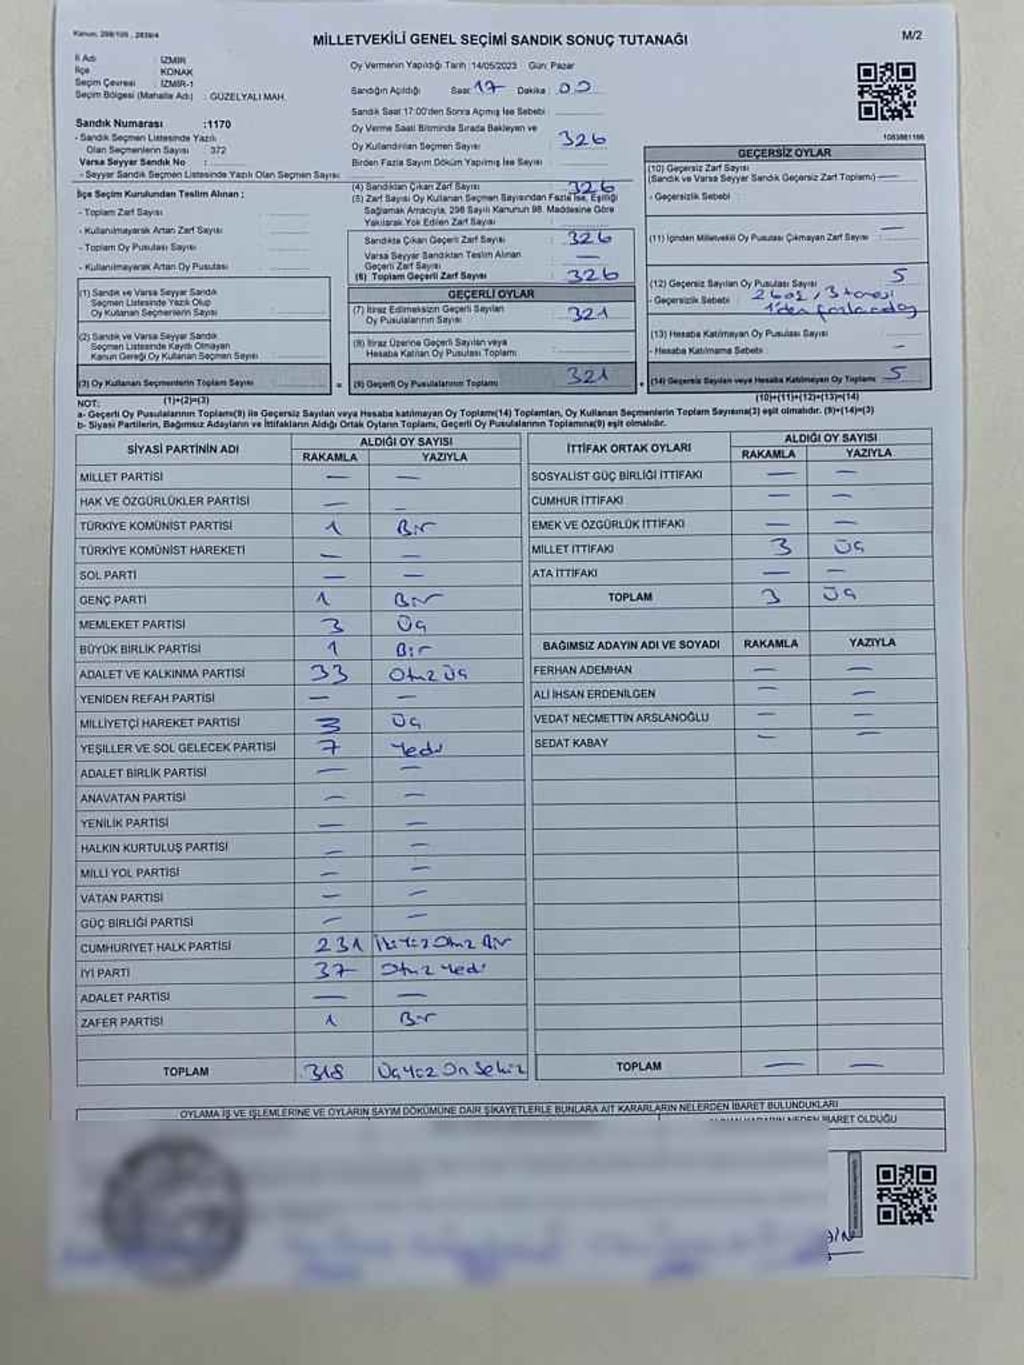 Kanun, 298/105 , 2839/4
MİLLETVEKİLİ GENEL SEÇİMİ SANDIK SONUÇ TUTANAĞI
M/2
İl Adı : İZMİR
İlçe : KONAK
Seçim Çevresi : İZMİR-1
Seçim Bölgesi (Mahalle Adı) : GÜZELYALI MAH.
Sandık Numarası :1170
- Sandık Seçmen Listesinde Yazılı
Olan Seçmenlerin Sayısı : 372
Varsa Seyyar Sandık No :
- Seyyar Sandık Seçmen Listesinde Yazılı Olan Seçmen Sayısı :
Oy Vermenin Yapıldığı Tarih :14/05/2023 Gün: Pazar
Sandığın Açıldığı Saat: 17 Dakika : 00
Sandık Saat 17:00'den Sonra Açılmış İse Sebebi :
Oy Verme Saati Bitiminde Sırada Bekleyen ve
Oy Kullandırılan Seçmen Sayısı : 326
Birden Fazla Sayım Döküm Yapılmış İse Sayısı :
1083881166
İlçe Seçim Kurulundan Teslim Alınan ;
- Toplam Zarf Sayısı :
- Kullanılmayarak Artan Zarf Sayısı :
- Toplam Oy Pusulası Sayısı :
- Kullanılmayarak Artan Oy Pusulası :
(1) Sandık ve Varsa Seyyar Sandık
Seçmen Listesinde Yazılı Olup
Oy Kullanan Seçmenlerin Sayısı :
(2) Sandık ve Varsa Seyyar Sandık
Seçmen Listesinde Kayıtlı Olmayan
Kanun Gereği Oy Kullanan Seçmen Sayısı :
(3) Oy Kullanan Seçmenlerin Toplam Sayısı :
(1)+(2)=(3)
(4) Sandıktan Çıkan Zarf Sayısı : 326
(5) Zarf Sayısı Oy Kullanan Seçmen Sayısından Fazla İse, Eşitliği
Sağlamak Amacıyla, 298 Sayılı Kanunun 98. Maddesine Göre
Yakılarak Yok Edilen Zarf Sayısı :
Sandıkta Çıkan Geçerli Zarf Sayısı : 326
Varsa Seyyar Sandıktan Teslim Alınan
Geçerli Zarf Sayısı : —
(6) Toplam Geçerli Zarf Sayısı : 326
GEÇERLİ OYLAR
(7) İtiraz Edilmeksizin Geçerli Sayılan
Oy Pusulalarının Sayısı : 321
(8) İtiraz Üzerine Geçerli Sayılan veya
Hesaba Katılan Oy Pusulası Toplamı :
= (9) Geçerli Oy Pusulalarının Toplamı : 321
GEÇERSİZ OYLAR
(10) Geçersiz Zarf Sayısı
(Sandık ve Varsa Seyyar Sandık Geçersiz Zarf Toplamı) : —
- Geçersizlik Sebebi :
(11) İçinden Milletvekili Oy Pusulası Çıkmayan Zarf Sayısı : —
(12) Geçersiz Sayılan Oy Pusulası Sayısı : 5
- Geçersizlik Sebebi : 3 tanesi
1'den fazla
(13) Hesaba Katılmayan Oy Pusulası Sayısı :
- Hesaba Katılmama Sebebi : —
+ (14) Geçersiz Sayılan veya Hesaba Katılmayan Oy Toplamı : 5
(10)+(11)+(12)+(13)=(14)
NOT:
a- Geçerli Oy Pusulalarının Toplamı(9) ile Geçersiz Sayılan veya Hesaba katılmayan Oy Toplamı(14) Toplamları, Oy Kullanan Seçmenlerin Toplam Sayısına(3) eşit olmalıdır. (9)+(14)=(3)
b- Siyasi Partilerin, Bağımsız Adayların ve İttifakların Aldığı Ortak Oyların Toplamı, Geçerli Oy Pusulalarının Toplamına(9) eşit olmalıdır.
SİYASİ PARTİNİN ADI ALDIĞI OY SAYISI
RAKAMLA YAZIYLA
MİLLET PARTİSİ — —
HAK VE ÖZGÜRLÜKLER PARTİSİ — —
TÜRKİYE KOMÜNİST PARTİSİ 1 Bir
TÜRKİYE KOMÜNİST HAREKETİ — —
SOL PARTİ — —
GENÇ PARTİ 1 Bir
MEMLEKET PARTİSİ 3 Üç
BÜYÜK BİRLİK PARTİSİ 1 Bir
ADALET VE KALKINMA PARTİSİ 33 Otuz Üç
YENİDEN REFAH PARTİSİ — —
MİLLİYETÇİ HAREKET PARTİSİ 3 Üç
YEŞİLLER VE SOL GELECEK PARTİSİ 7 Yedi
ADALET BİRLİK PARTİSİ — —
ANAVATAN PARTİSİ — —
YENİLİK PARTİSİ — —
HALKIN KURTULUŞ PARTİSİ — —
MİLLİ YOL PARTİSİ — —
VATAN PARTİSİ — —
GÜÇ BİRLİĞİ PARTİSİ — —
CUMHURİYET HALK PARTİSİ 231 İki Yüz Otuz Bir
İYİ PARTİ 37 Otuz Yedi
ADALET PARTİSİ — —
ZAFER PARTİSİ 1 Bir
TOPLAM 318 Üç Yüz On Sekiz
İTTİFAK ORTAK OYLARI ALDIĞI OY SAYISI
RAKAMLA YAZIYLA
SOSYALİST GÜÇ BİRLİĞİ İTTİFAKI — —
CUMHUR İTTİFAKI — —
EMEK VE ÖZGÜRLÜK İTTİFAKI — —
MİLLET İTTİFAKI 3 Üç
ATA İTTİFAKI — —
TOPLAM 3 Üç
BAĞIMSIZ ADAYIN ADI VE SOYADI RAKAMLA YAZIYLA
FERHAN ADEMHAN — —
ALİ İHSAN ERDENİLGEN — —
VEDAT NECMETTİN ARSLANOĞLU — —
SEDAT KABAY — —
TOPLAM — —
OYLAMA İŞ VE İŞLEMLERİNE VE OYLARIN SAYIM DÖKÜMÜNE DAİR ŞİKAYETLERLE BUNLARA AİT KARARLARIN NELERDEN İBARET BULUNDUKLARI
İBARET OLDUĞU